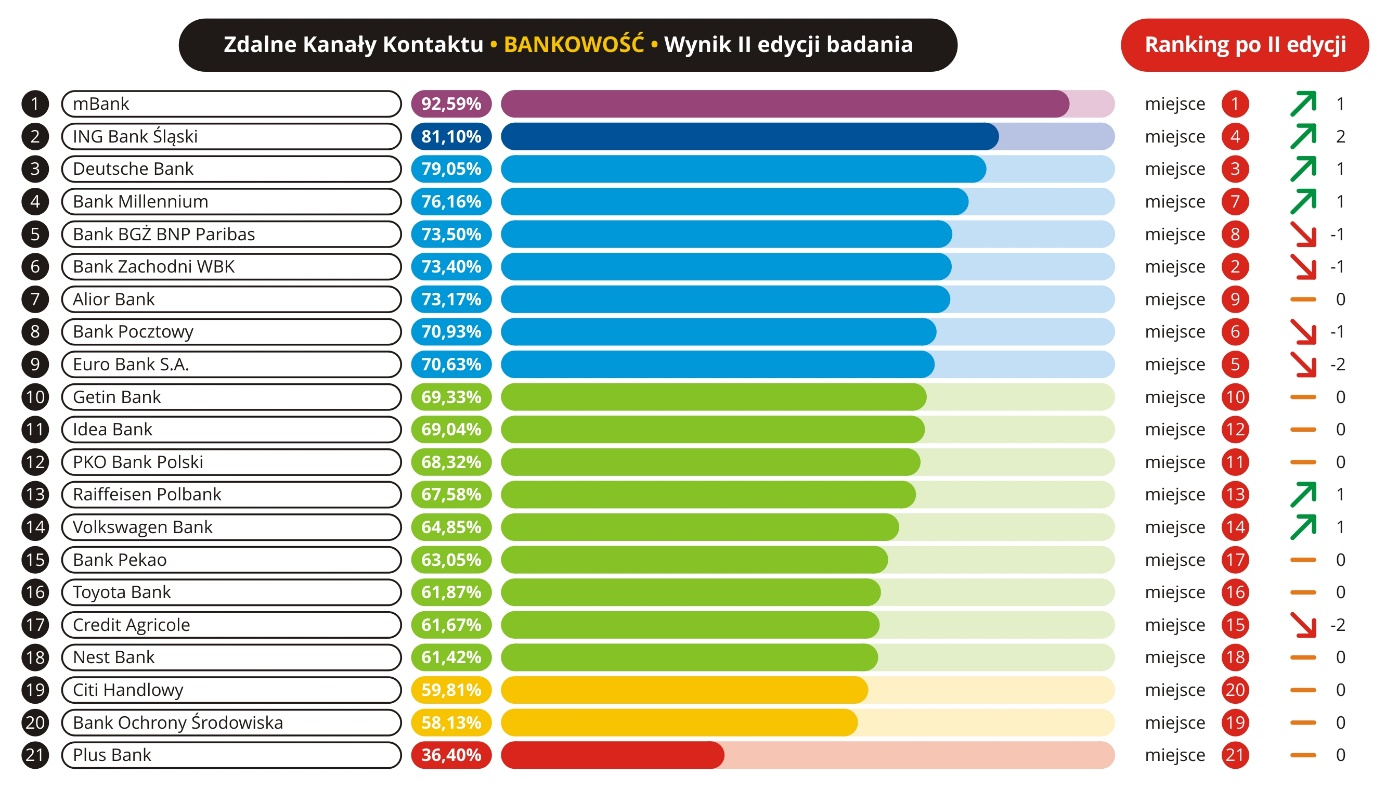 Zdalne Kanały Kontaktu • BANKOWOŚĆ • Wynik II edycji badania Ranking po II edycji
1 mBank 92,59% miejsce 1 1
2 ING Bank Śląski 81,10% miejsce 4 2
3 Deutsche Bank 79,05% miejsce 3 1
4 Bank Millennium 76,16% miejsce 7 1
5 Bank BGŻ BNP Paribas 73,50% miejsce 8 -1
6 Bank Zachodni WBK 73,40% miejsce 2 -1
7 Alior Bank 73,17% miejsce 9 0
8 Bank Pocztowy 70,93% miejsce 6 -1
9 Euro Bank S.A. 70,63% miejsce 5 -2
10 Getin Bank 69,33% miejsce 10 0
11 Idea Bank 69,04% miejsce 12 0
12 PKO Bank Polski 68,32% miejsce 11 0
13 Raiffeisen Polbank 67,58% miejsce 13 1
14 Volkswagen Bank 64,85% miejsce 14 1
15 Bank Pekao 63,05% miejsce 17 0
16 Toyota Bank 61,87% miejsce 16 0
17 Credit Agricole 61,67% miejsce 15 -2
18 Nest Bank 61,42% miejsce 18 0
19 Citi Handlowy 59,81% miejsce 20 0
20 Bank Ochrony Środowiska 58,13% miejsce 19 0
21 Plus Bank 36,40% miejsce 21 0